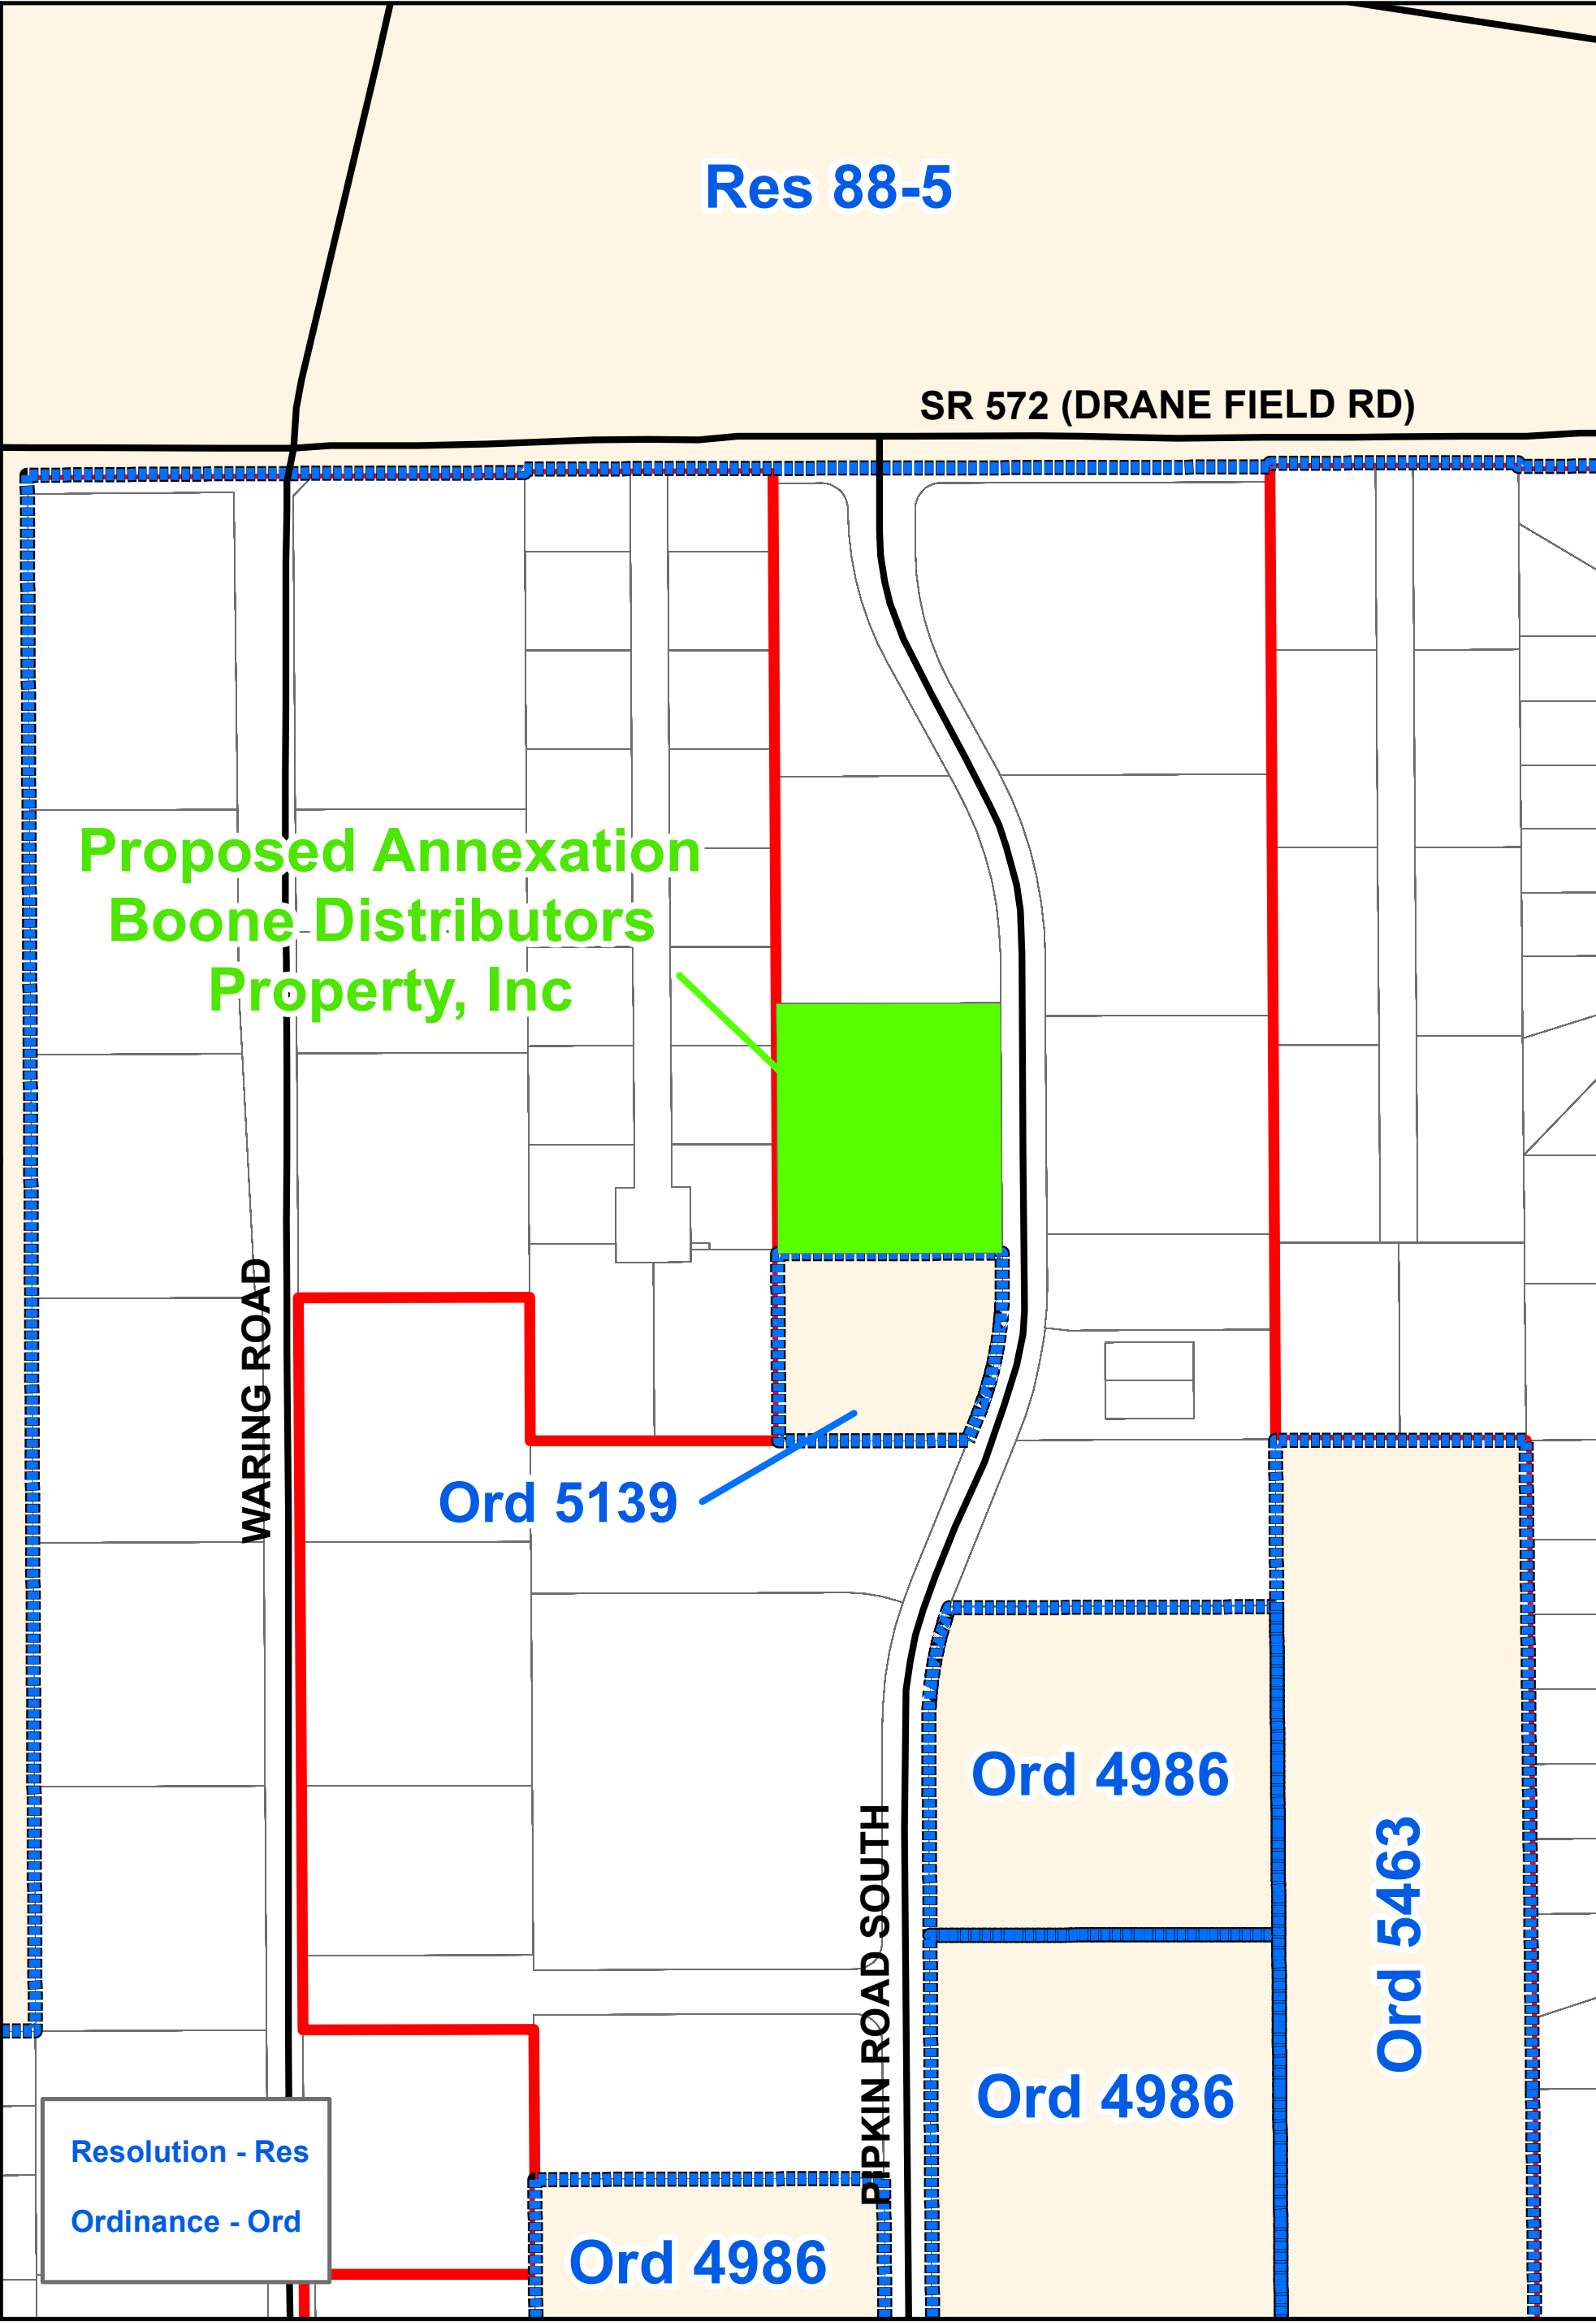 Res 88-5
SR 572 (DRANE FIELD RD)
Proposed Annexation
Boone Distributors
Property, Inc
WARING ROAD
Ord 5139
Ord 4986
Ord 5463
PIPKIN ROAD SOUTH
Ord 4986
Resolution - Res
Ordinance - Ord
Ord 4986